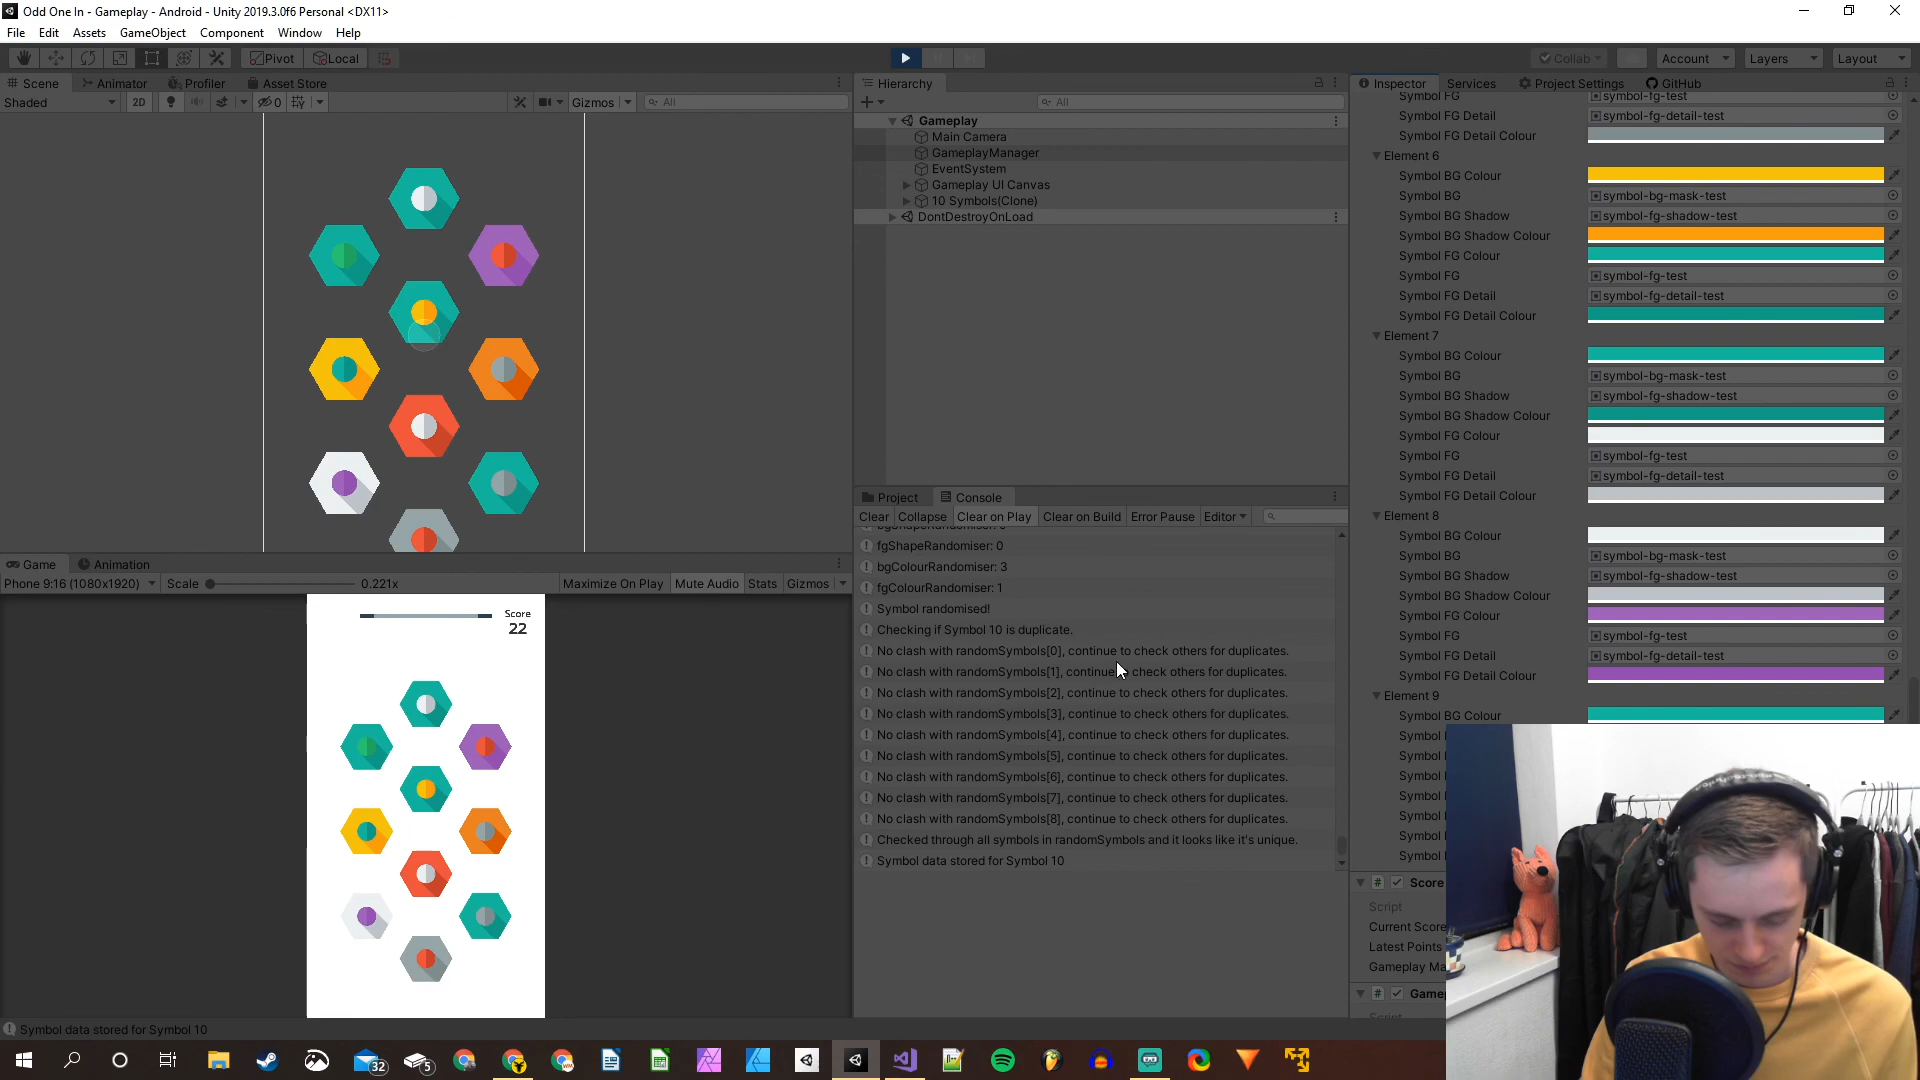 Odd One In - Gameplay - Android - Unity 2019.3.0f6 Personal <DX11>
File Edit Assets GameObject Component Window Help
Pivot Local Collab Account Layers Layout
Scene Animator Profiler Asset Store
Shaded 2D 0 Gizmos All
Hierarchy
All
Gameplay
Main Camera
GameplayManager
EventSystem
Gameplay UI Canvas
10 Symbols(Clone)
DontDestroyOnLoad
Game Animation
Phone 9:16 (1080x1920) Scale 0.221x Maximize On Play Mute Audio Stats Gizmos
Score
22
Project Console
Clear Collapse Clear on Play Clear on Build Error Pause Editor
fgShapeRandomiser: 0
bgColourRandomiser: 3
fgColourRandomiser: 1
Symbol randomised!
Checking if Symbol 10 is duplicate.
No clash with randomSymbols[0], continue to check others for duplicates.
No clash with randomSymbols[1], continue to check others for duplicates.
No clash with randomSymbols[2], continue to check others for duplicates.
No clash with randomSymbols[3], continue to check others for duplicates.
No clash with randomSymbols[4], continue to check others for duplicates.
No clash with randomSymbols[5], continue to check others for duplicates.
No clash with randomSymbols[6], continue to check others for duplicates.
No clash with randomSymbols[7], continue to check others for duplicates.
No clash with randomSymbols[8], continue to check others for duplicates.
Checked through all symbols in randomSymbols and it looks like it's unique.
Symbol data stored for Symbol 10
Inspector Services Project Settings GitHub
Symbol FG symbol-fg-test
Symbol FG Detail symbol-fg-detail-test
Symbol FG Detail Colour
Element 6
Symbol BG Colour
Symbol BG symbol-bg-mask-test
Symbol BG Shadow symbol-fg-shadow-test
Symbol BG Shadow Colour
Symbol FG Colour
Symbol FG symbol-fg-test
Symbol FG Detail symbol-fg-detail-test
Symbol FG Detail Colour
Element 7
Symbol BG Colour
Symbol BG symbol-bg-mask-test
Symbol BG Shadow symbol-fg-shadow-test
Symbol BG Shadow Colour
Symbol FG Colour
Symbol FG symbol-fg-test
Symbol FG Detail symbol-fg-detail-test
Symbol FG Detail Colour
Element 8
Symbol BG Colour
Symbol BG symbol-bg-mask-test
Symbol BG Shadow symbol-fg-shadow-test
Symbol BG Shadow Colour
Symbol FG Colour
Symbol FG symbol-fg-test
Symbol FG Detail symbol-fg-detail-test
Symbol FG Detail Colour
Element 9
Symbol BG Colour
Symbol
Symbol
Symbol
Symbol
Symbol
Symbol
Symbol
Score
Script
Current Score
Latest Points
Gameplay Ma
Game
Symbol data stored for Symbol 10
32
5